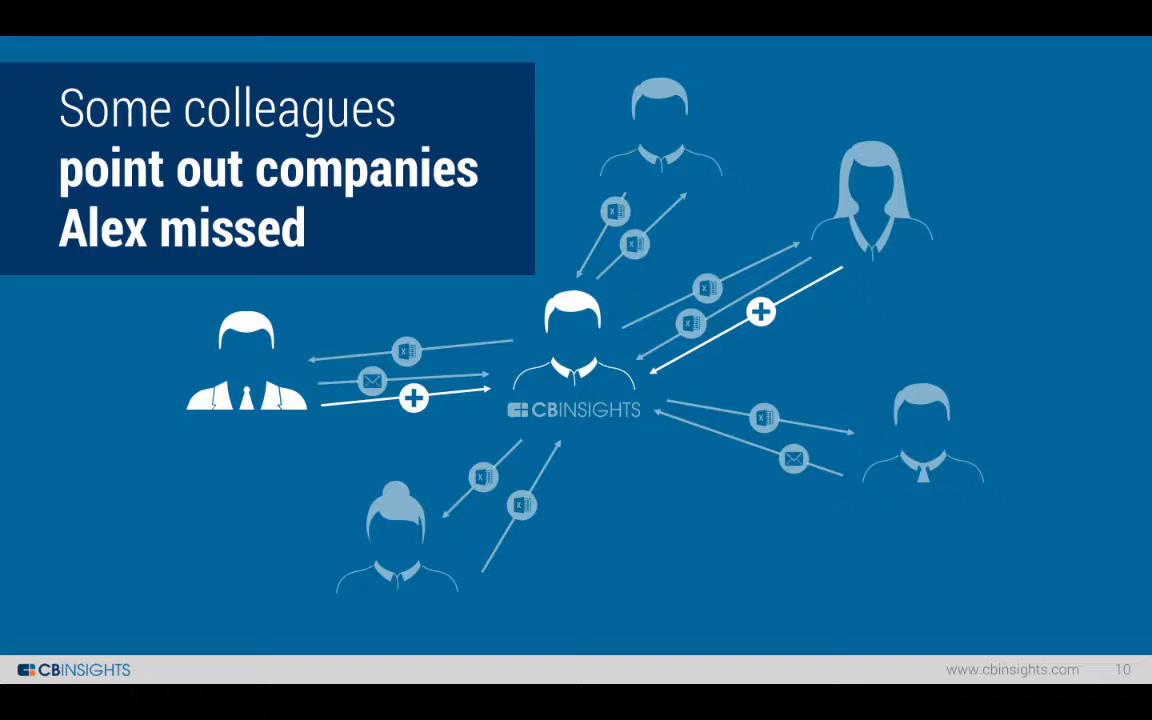 Some colleagues
point out companies
Alex missed
CBINSIGHTS
CBINSIGHTS
www.cbinsights.com
10